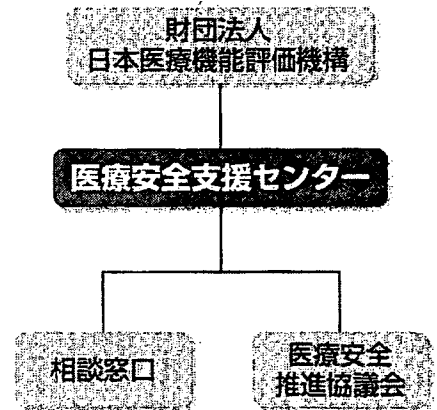 財団法人
日本医療機能評価機構
医療安全支援センター
相談窓口
医療安全
推進協議会